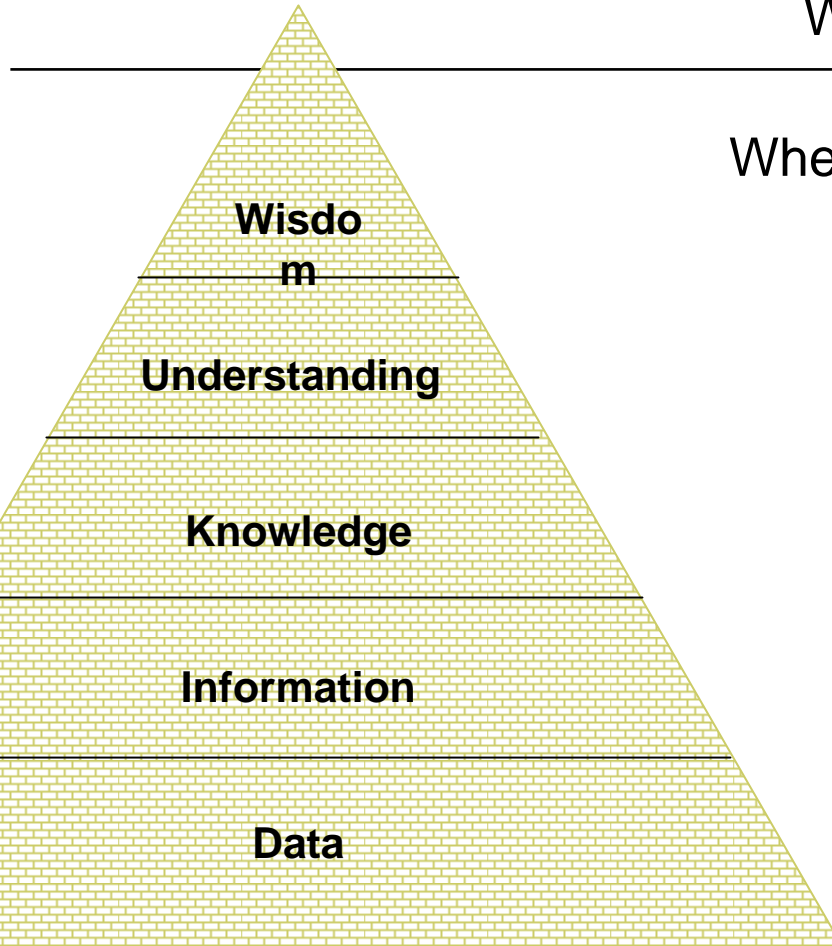 Wisdo
m
Understanding
Knowledge
Information
Data